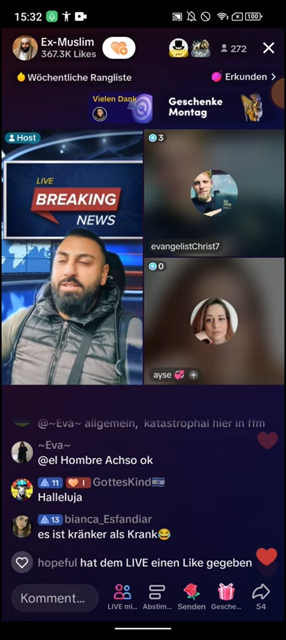 15:32
100
Ex-Muslim
367.3K Likes
272
Wöchentliche Rangliste
Erkunden >
Vielen Dank
Geschenke
Montag
Host
LIVE
BREAKING
NEWS
3
evangelistChrist7
0
ayse 💞 +
@~Eva~ allgemein, katastrophal hier in ffm
~Eva~
@el Hombre Achso ok
11 1 GottesKind🇮🇱
Halleluja
13 bianca_Esfandiar
es ist kränker als Krank😂
hopeful hat dem LIVE einen Like gegeben
Komment...
LIVE mi...
Abstim...
Senden
Gesche...
54